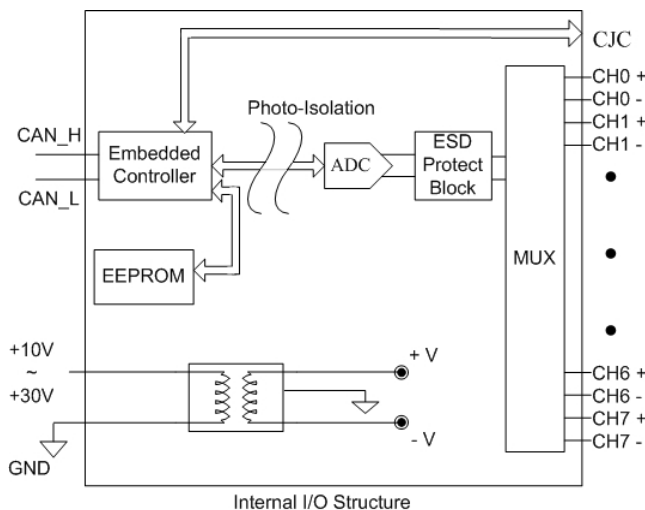 CJC
CH0 +
CH0 -
CH1 +
CH1 -
Photo-Isolation
CAN_H
CAN_L
Embedded
Controller
ADC
ESD
Protect
Block
MUX
EEPROM
+10V
~
+30V
GND
+ V
- V
CH6 +
CH6 -
CH7 +
CH7 -
Internal I/O Structure